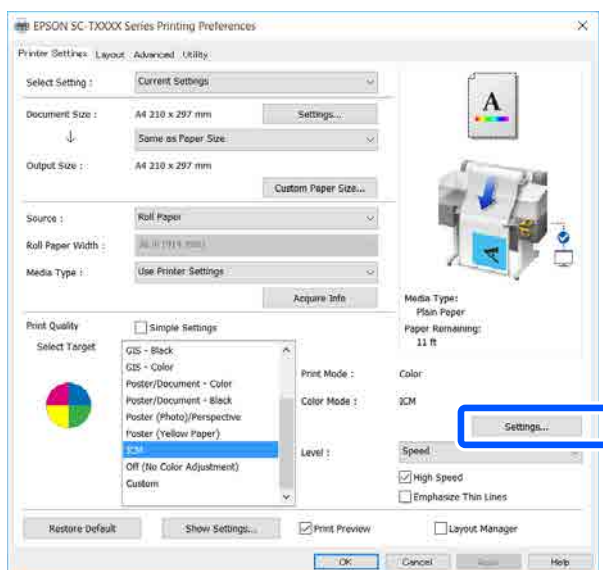 EPSON SC-TXXXX Series Printing Preferences
Printer Settings Layout Advanced Utility
Select Setting : Current Settings
Document Size : A4 210 x 297 mm Settings...
Same as Paper Size
Output Size : A4 210 x 297 mm
Custom Paper Size...
Source : Roll Paper
Roll Paper Width :
Media Type : Use Printer Settings
Acquire Info
Print Quality Simple Settings
Select Target
GIS - Black
GIS - Color
Poster/Document - Color
Poster/Document - Black
Poster (Photo)/Perspective
Poster (Yellow Paper)
ICM
Off (No Color Adjustment)
Custom
A
Media Type:
Plain Paper
Paper Remaining:
11 ft
Print Mode : Color
Color Mode : ICM
Settings...
Level : Speed
High Speed
Emphasize Thin Lines
Restore Default Show Settings... Print Preview Layout Manager
OK Cancel Help